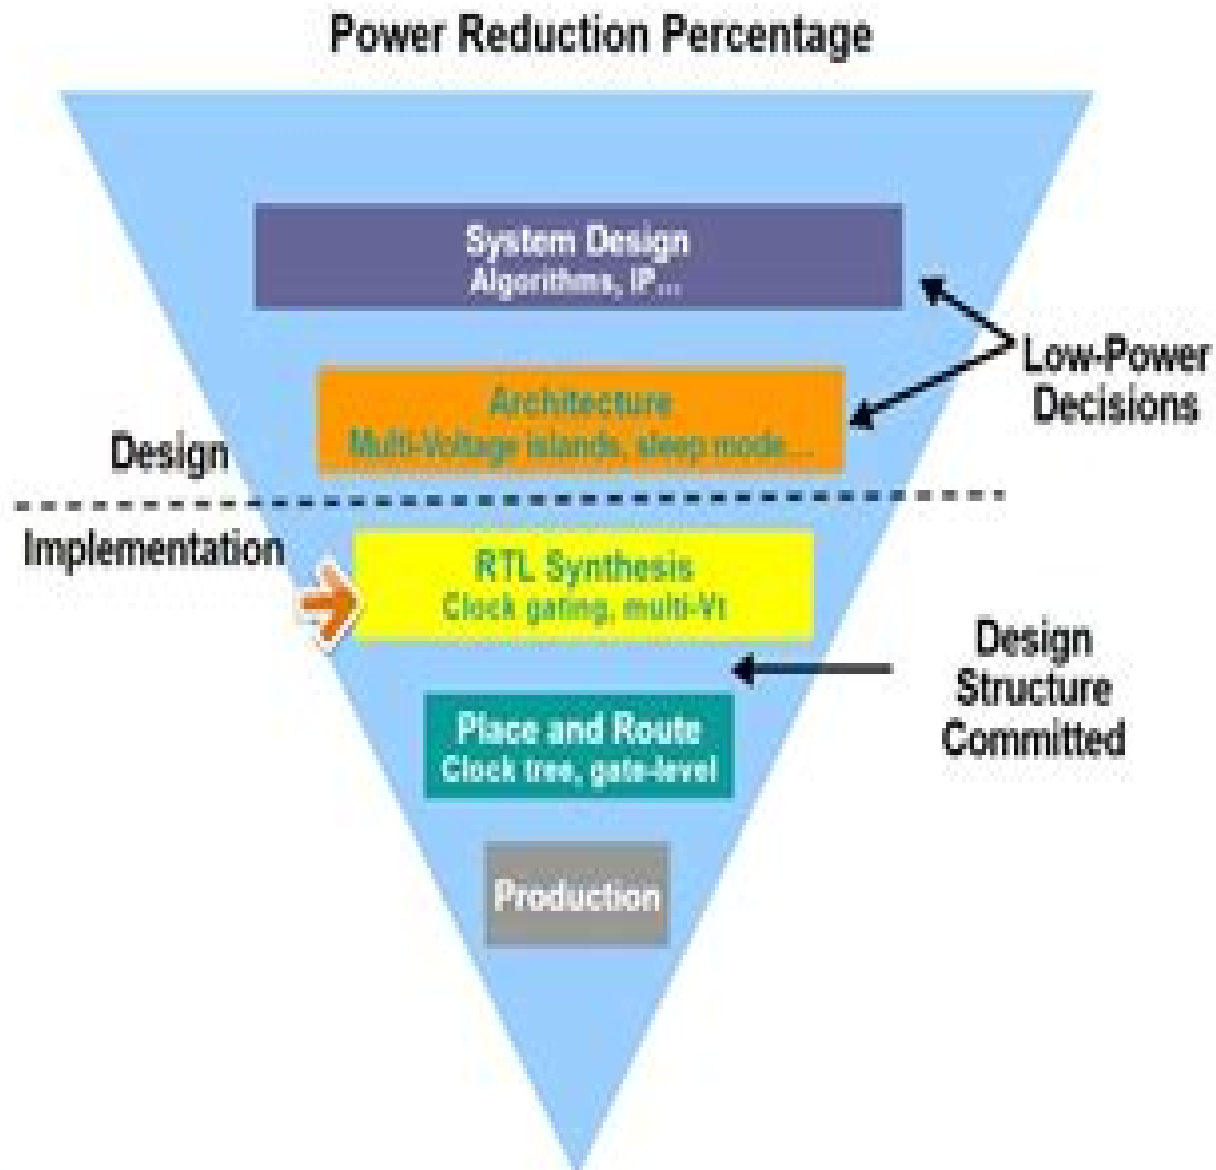 Power Reduction Percentage
System Design
Algorithms, IP...
Low-Power
Decisions
Architecture
Multi-Voltage islands, sleep mode...
Design
Implementation
RTL Synthesis
Clock gating, multi-Vt
Design
Structure
Committed
Place and Route
Clock tree, gate-level
Production